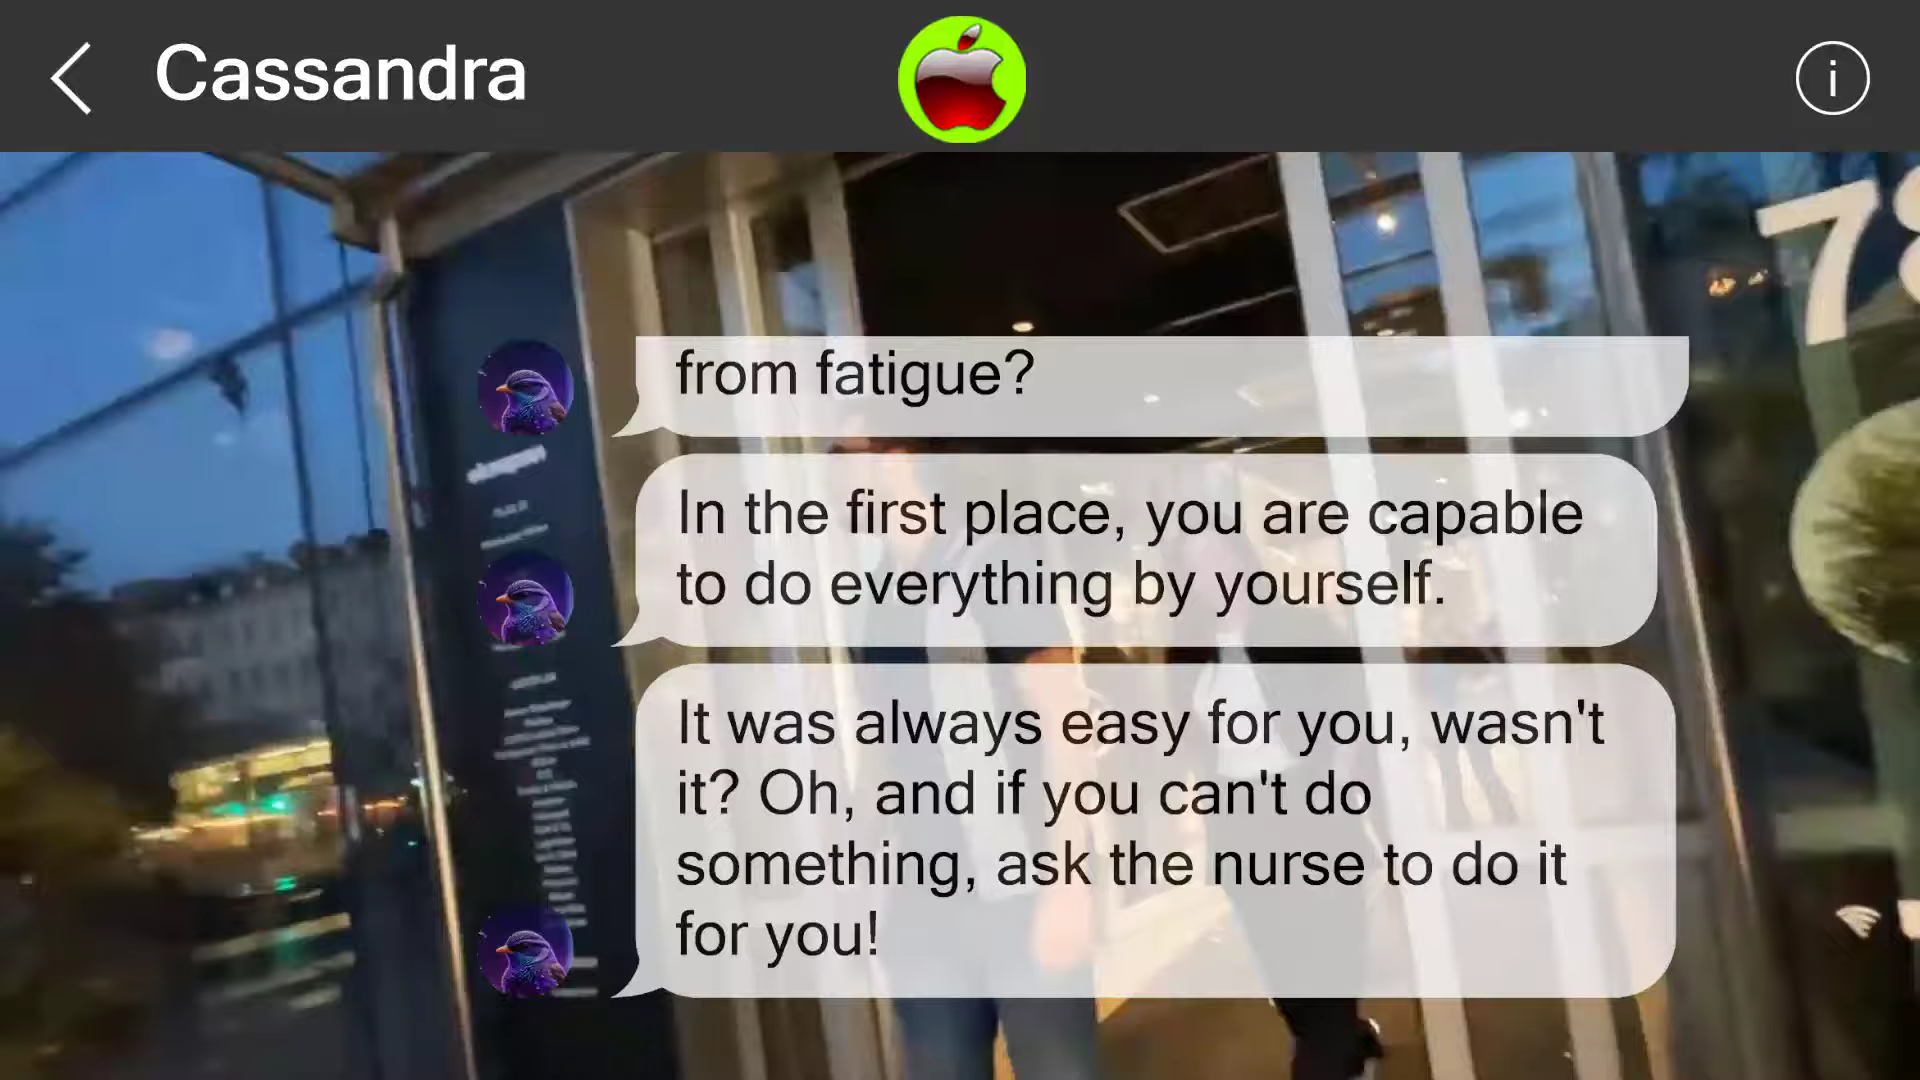 Cassandra
i
from fatigue?
In the first place, you are capable
to do everything by yourself.
It was always easy for you, wasn't
it? Oh, and if you can't do
something, ask the nurse to do it
for you!